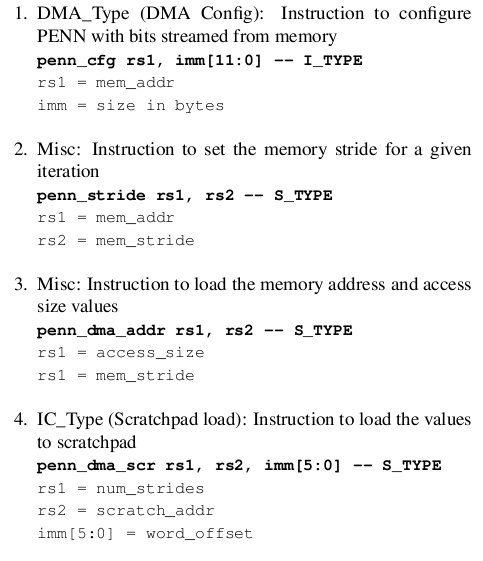 1. DMA_Type (DMA Config): Instruction to configure
PENN with bits streamed from memory
penn_cfg rs1, imm[11:0] -- I_TYPE
rs1 = mem_addr
imm = size in bytes
2. Misc: Instruction to set the memory stride for a given
iteration
penn_stride rs1, rs2 -- S_TYPE
rs1 = mem_addr
rs2 = mem_stride
3. Misc: Instruction to load the memory address and access
size values
penn_dma_addr rs1, rs2 -- S_TYPE
rs1 = access_size
rs1 = mem_stride
4. IC_Type (Scratchpad load): Instruction to load the values
to scratchpad
penn_dma_scr rs1, rs2, imm[5:0] -- S_TYPE
rs1 = num_strides
rs2 = scratch_addr
imm[5:0] = word_offset